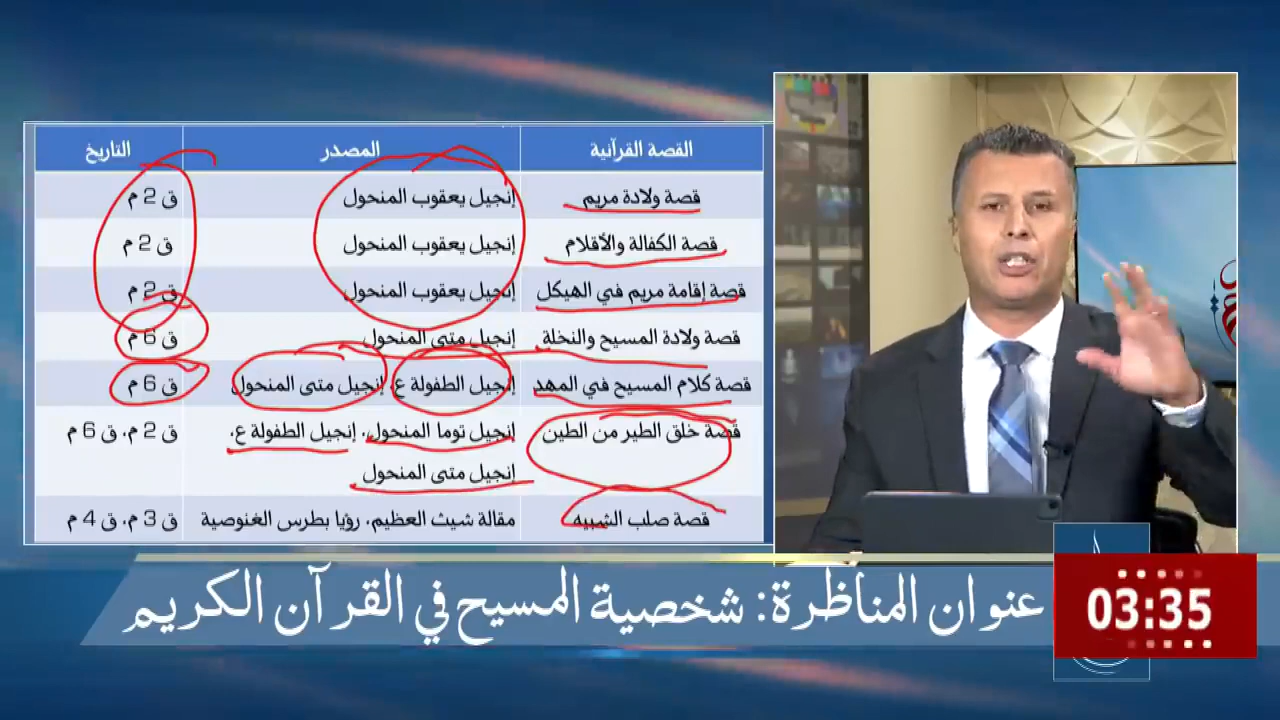 القصة القرآنية المصدر التاريخ
قصة ولادة مريم إنجيل يعقوب المنحول ق 2 م
قصة الكفالة والأقلام إنجيل يعقوب المنحول ق 2 م
قصة إقامة مريم في الهيكل إنجيل يعقوب المنحول ق 2 م
قصة ولادة المسيح والنخلة إنجيل متى المنحول ق 6 م
قصة كلام المسيح في المهد إنجيل الطفولة ع إنجيل متى المنحول ق 6 م
قصة خلق الطير من الطين إنجيل توما المنحول، إنجيل الطفولة ع، ق 2 م، ق 6 م
إنجيل متى المنحول
قصة صلب الشبيه مقالة شيث العظيم، رؤيا بطرس الغنوصية ق 3 م، ق 4 م
عنوان المناظرة: شخصية المسيح في القرآن الكريم
03:35